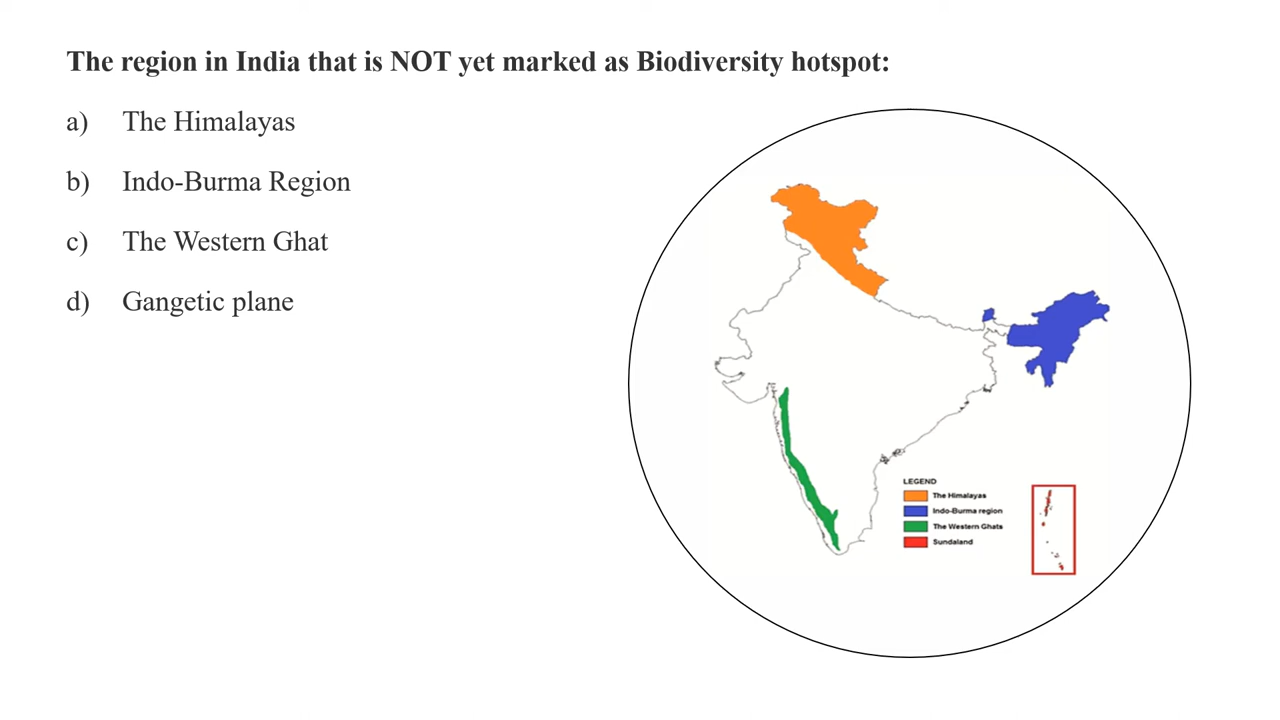 The region in India that is NOT yet marked as Biodiversity hotspot:
a) The Himalayas
b) Indo-Burma Region
c) The Western Ghat
d) Gangetic plane
LEGEND
The Himalayas
Indo-Burma region
The Western Ghats
Sundaland